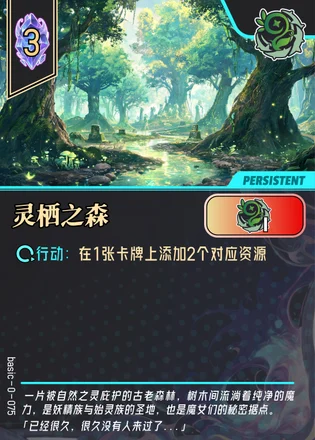 3
PERSISTENT
灵栖之森
1
行动：在1张卡牌上添加2个对应资源
basic-0-075
一片被自然之灵庇护的古老森林，树木间流淌着纯净的魔
力，是妖精族与始灵族的圣地，也是魔女们的秘密据点。
「已经很久，很久没有人来过了...」